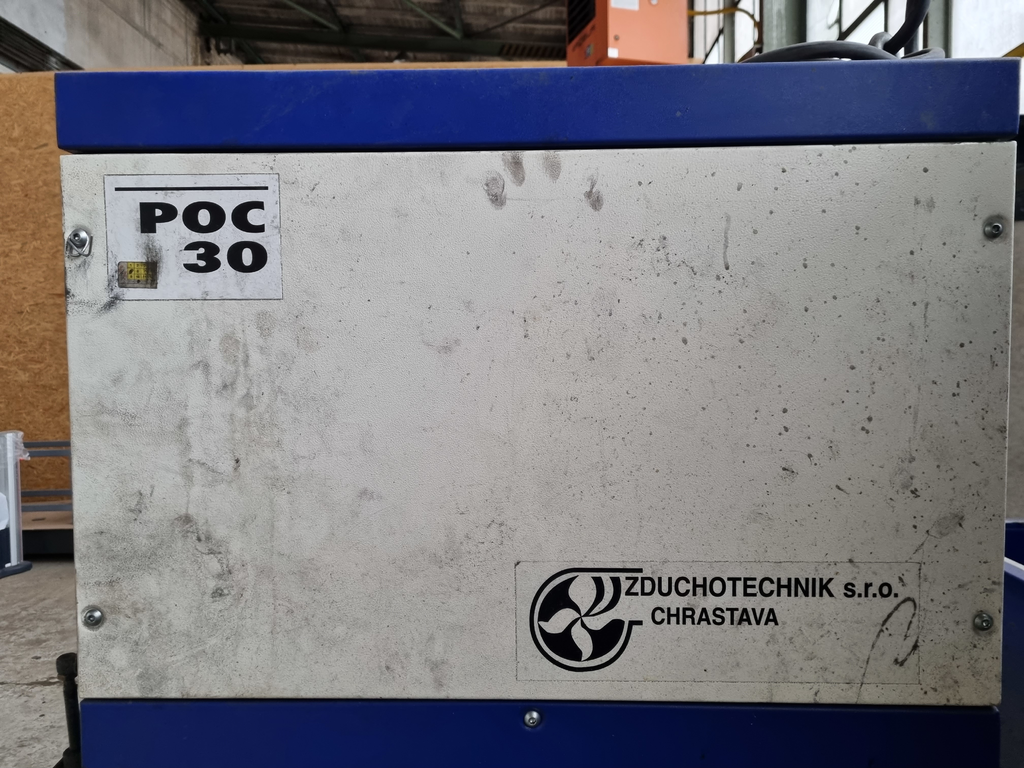 POC
30
ZDUCHOTECHNIK s.r.o.
CHRASTAVA